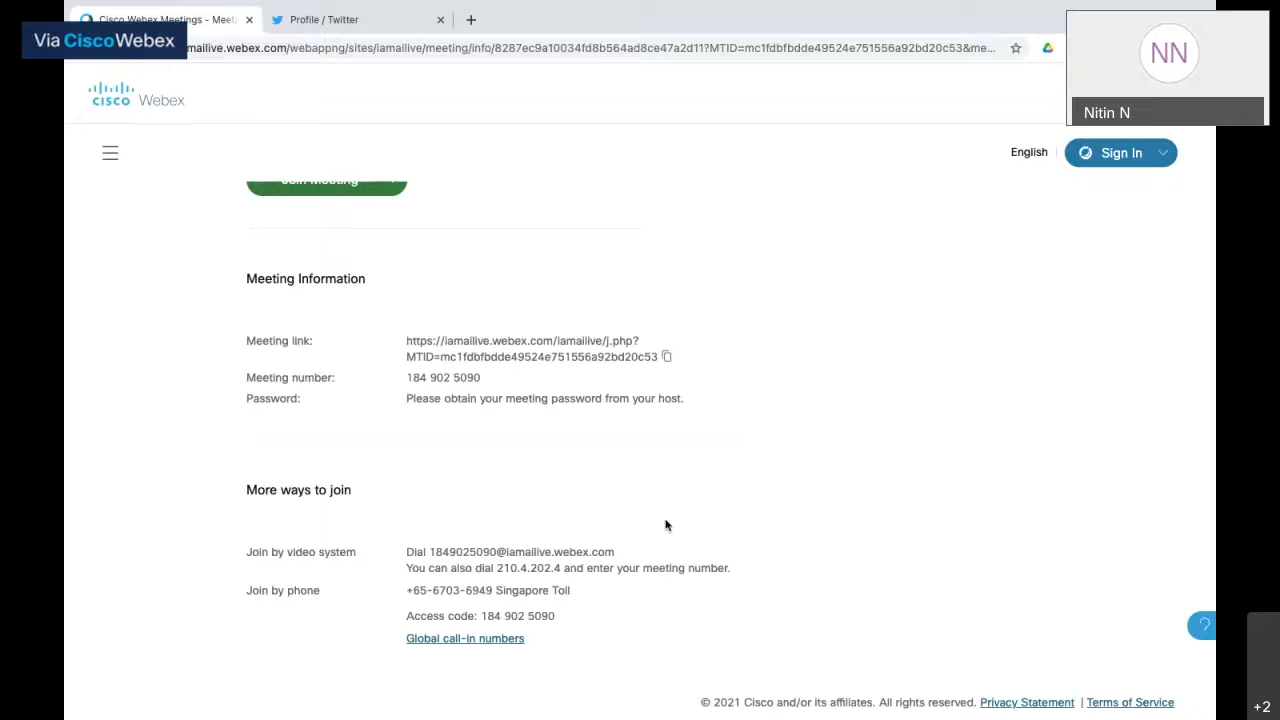 Cisco Webex Meetings - Meeti
Profile / Twitter
Via CiscoWebex
mailive.webex.com/webappng/sites/iamailive/meeting/info/8287ec9a10034fd8b564ad8ce47a2d11?MTID=mc1fdbfbdde49524e751556a92bd20c53&me...
NN
Nitin N
cisco Webex
English
Sign In
Join Meeting
Meeting Information
Meeting link:
https://iamailive.webex.com/iamailive/j.php?
MTID=mc1fdbfbdde49524e751556a92bd20c53
Meeting number:
184 902 5090
Password:
Please obtain your meeting password from your host.
More ways to join
Join by video system
Dial 1849025090@iamailive.webex.com
You can also dial 210.4.202.4 and enter your meeting number.
Join by phone
+65-6703-6949 Singapore Toll
Access code: 184 902 5090
Global call-in numbers
?
© 2021 Cisco and/or its affiliates. All rights reserved. Privacy Statement | Terms of Service
+2